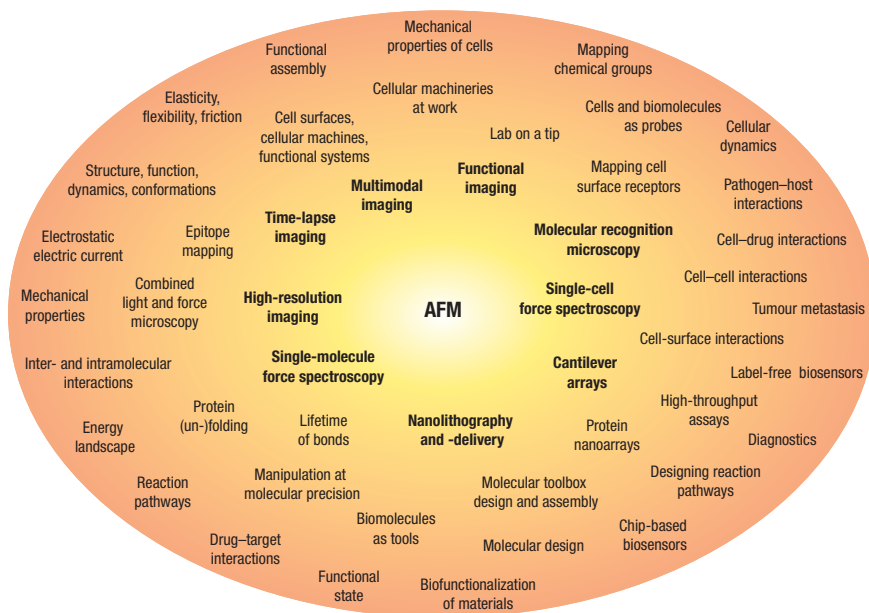 Mechanical
properties of cells
Functional
assembly
Mapping
chemical groups
Cellular machineries
at work
Elasticity,
flexibility, friction
Cell surfaces,
cellular machines,
functional systems
Cells and biomolecules
as probes
Lab on a tip
Cellular
dynamics
Structure, function,
dynamics, conformations
Multimodal
imaging
Functional
imaging
Mapping cell
surface receptors
Pathogen–host
interactions
Time-lapse
imaging
Epitope
mapping
Electrostatic
electric current
Molecular recognition
microscopy
Cell–drug interactions
Mechanical
properties
Combined
light and force
microscopy
High-resolution
imaging
AFM
Single-cell
force spectroscopy
Cell–cell interactions
Tumour metastasis
Cell-surface interactions
Inter- and intramolecular
interactions
Single-molecule
force spectroscopy
Cantilever
arrays
Label-free biosensors
High-throughput
assays
Energy
landscape
Protein
(un-)folding
Lifetime
of bonds
Nanolithography
and -delivery
Protein
nanoarrays
Diagnostics
Reaction
pathways
Manipulation at
molecular precision
Molecular toolbox
design and assembly
Designing reaction
pathways
Drug–target
interactions
Biomolecules
as tools
Molecular design
Chip-based
biosensors
Functional
state
Biofunctionalization
of materials